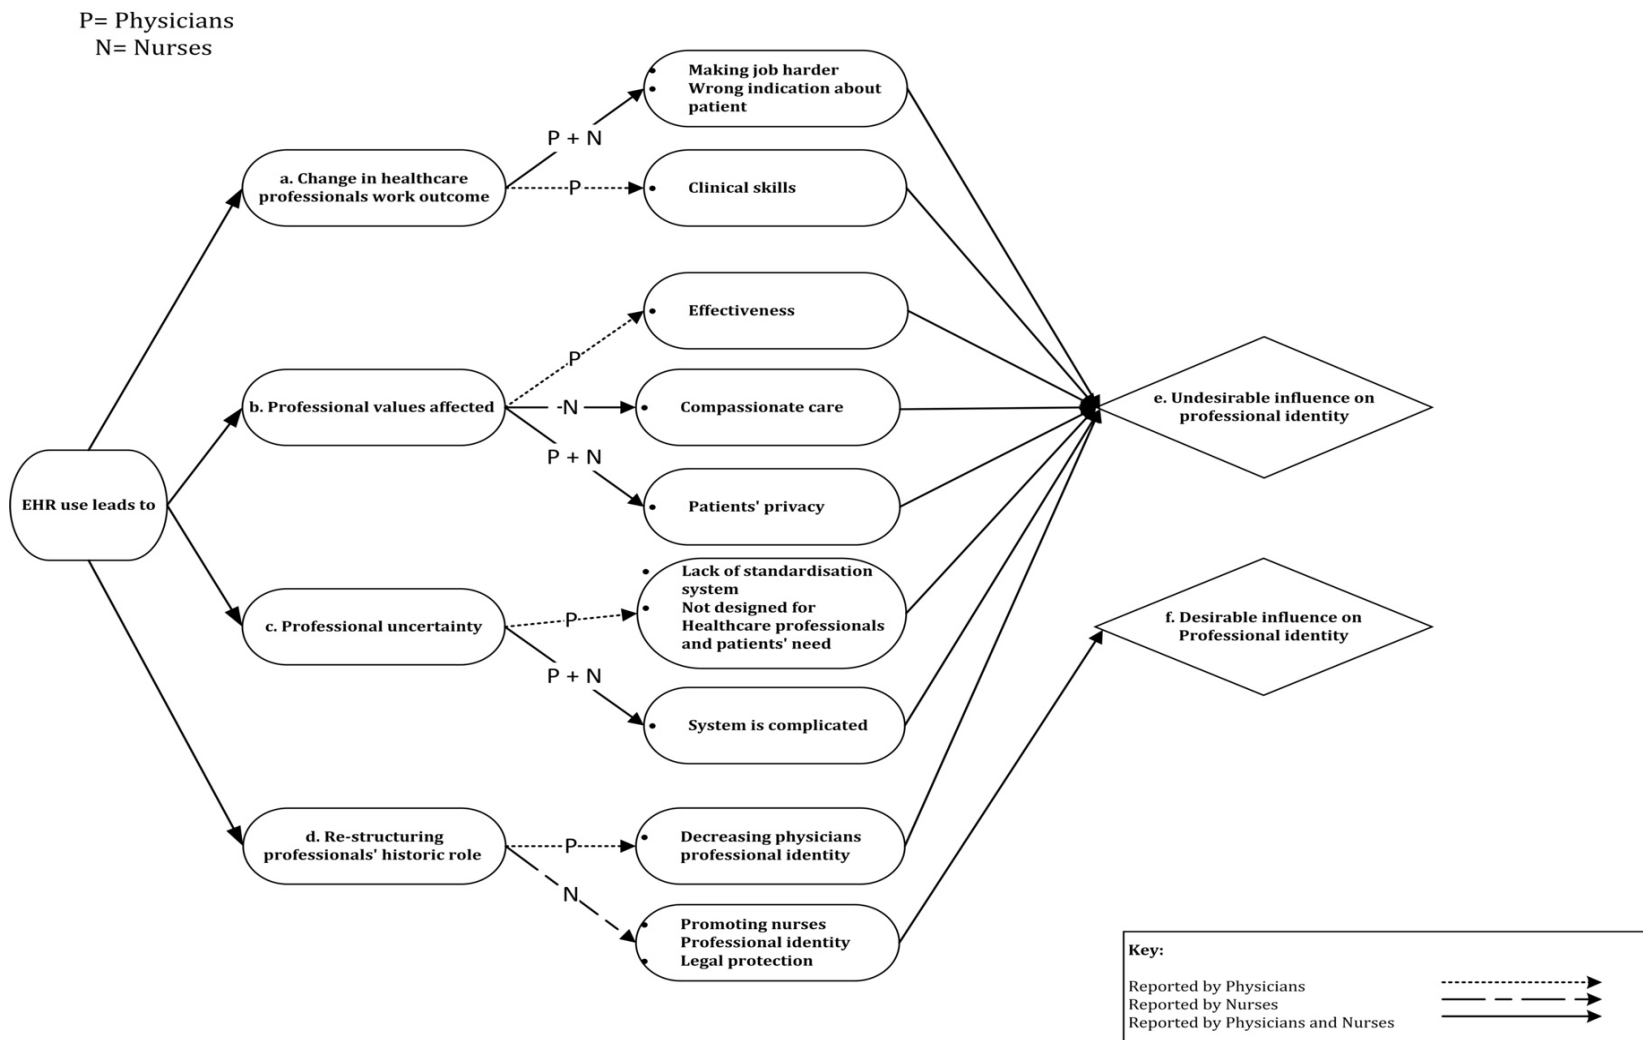 P= Physicians
N= Nurses
• Making job harder
• Wrong indication about
patient
P + N
a. Change in healthcare
professionals work outcome
P
• Clinical skills
• Effectiveness
P
b. Professional values affected
-N
• Compassionate care
P + N
• Patients' privacy
e. Undesirable influence on
professional identity
EHR use leads to
• Lack of standardisation
system
• Not designed for
Healthcare professionals
and patients' need
c. Professional uncertainty
P
P + N
• System is complicated
f. Desirable influence on
Professional identity
d. Re-structuring
professionals' historic role
P
• Decreasing physicians
professional identity
N
• Promoting nurses
Professional identity
• Legal protection
Key:
Reported by Physicians
Reported by Nurses
Reported by Physicians and Nurses